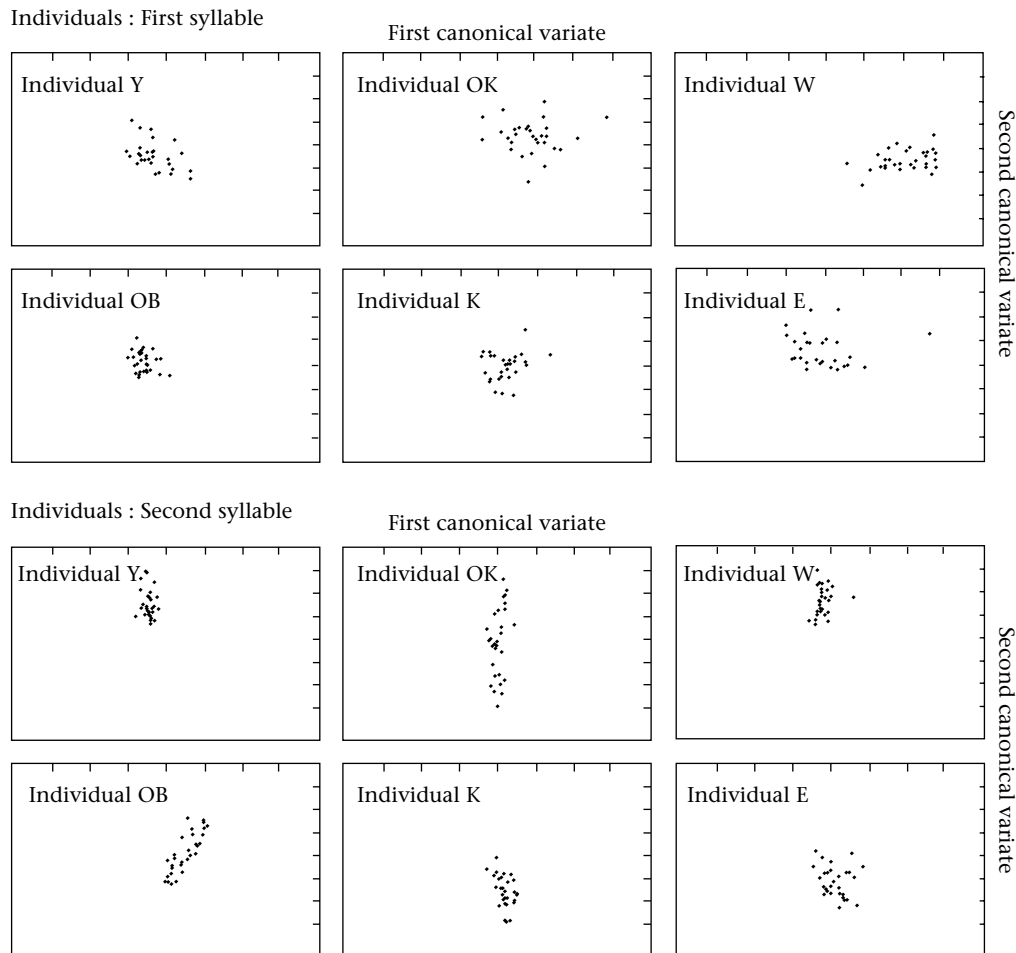 Individuals : First syllable
First canonical variate
Individual Y
Individual OK
Individual W
Second canonical variate
Individual OB
Individual K
Individual E
Individuals : Second syllable
First canonical variate
Individual Y
Individual OK
Individual W
Second canonical variate
Individual OB
Individual K
Individual E